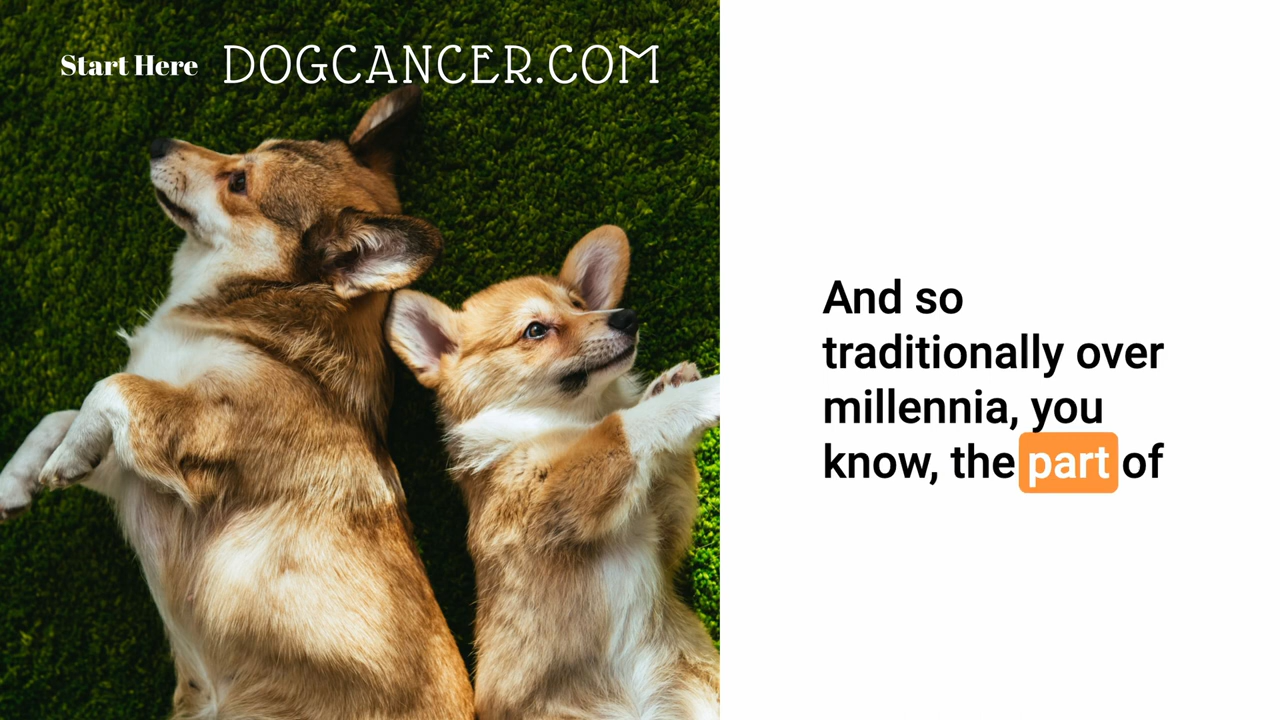 Start Here DOGCANCER.COM
And so
traditionally over
millennia, you
know, the part of